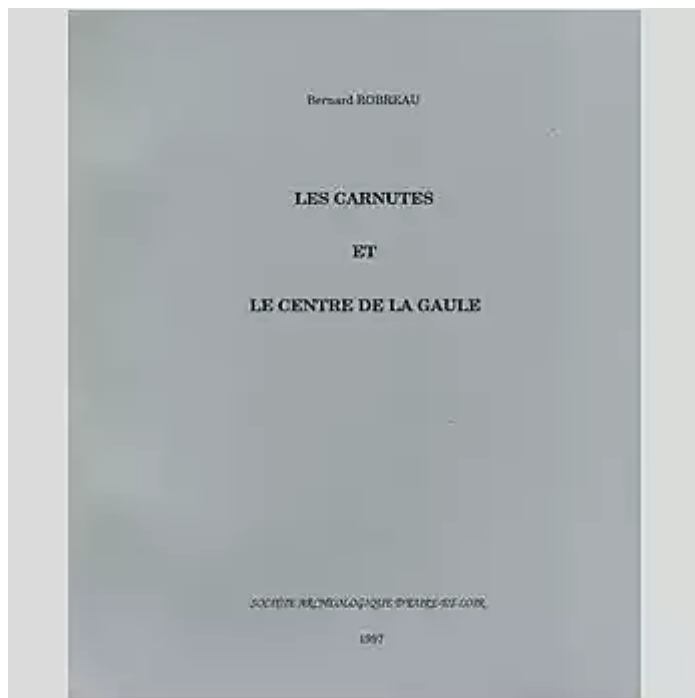 Bernard ROBREAU
LES CARNUTES
ET
LE CENTRE DE LA GAULE
SOCIÉTÉ ARCHÉOLOGIQUE D'EURE-ET-LOIR
1997